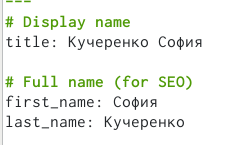 ---
# Display name
title: Кучеренко София

# Full name (for SEO)
first_name: София
last_name: Кучеренко